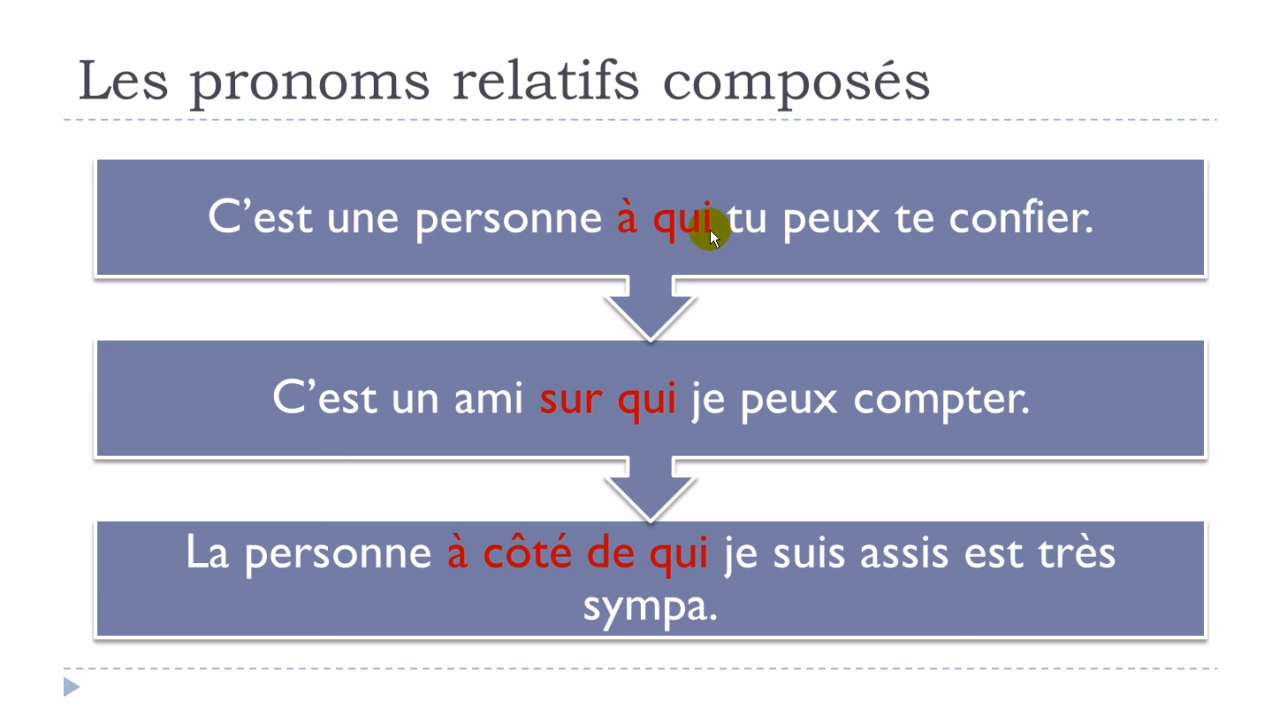 Les pronoms relatifs composés
C’est une personne à qui tu peux te confier.
C’est un ami sur qui je peux compter.
La personne à côté de qui je suis assis est très
sympa.